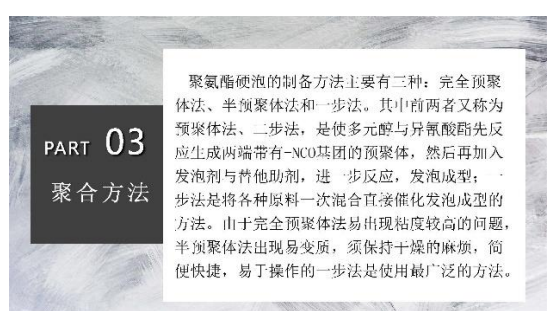 PART 03
聚合方法
聚氨酯硬泡的制备方法主要有三种：完全预聚
体法、半预聚体法和一步法。其中前两者又称为
预聚体法、二步法，是使多元醇与异氰酸酯先反
应生成两端带有-NCO基团的预聚体，然后再加入
发泡剂与替他助剂，进一步反应，发泡成型；一
步法是将各种原料一次混合直接催化发泡成型的
方法。由于完全预聚体法易出现粘度较高的问题，
半预聚体法出现易变质，须保持干燥的麻烦，简
便快捷，易于操作的一步法是使用最广泛的方法。